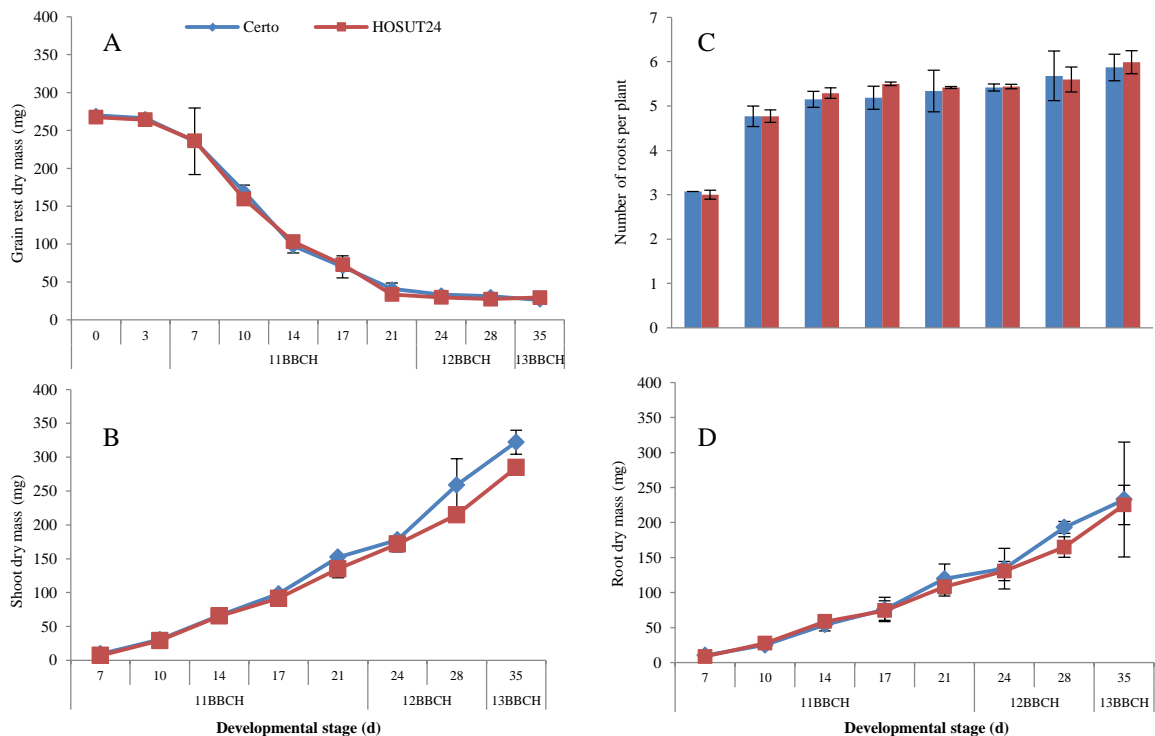 Certo
HOSUT24
A
Grain rest dry mass (mg)
400
350
300
250
200
150
100
50
0
0 3 7 10 14 17 21 24 28 35
11BBCH 12BBCH 13BBCH
C
Number of roots per plant
7
6
5
4
3
2
1
0
B
Shoot dry mass (mg)
400
350
300
250
200
150
100
50
0
7 10 14 17 21 24 28 35
11BBCH 12BBCH 13BBCH
Developmental stage (d)
D
Root dry mass (mg)
400
350
300
250
200
150
100
50
0
7 10 14 17 21 24 28 35
11BBCH 12BBCH 13BBCH
Developmental stage (d)